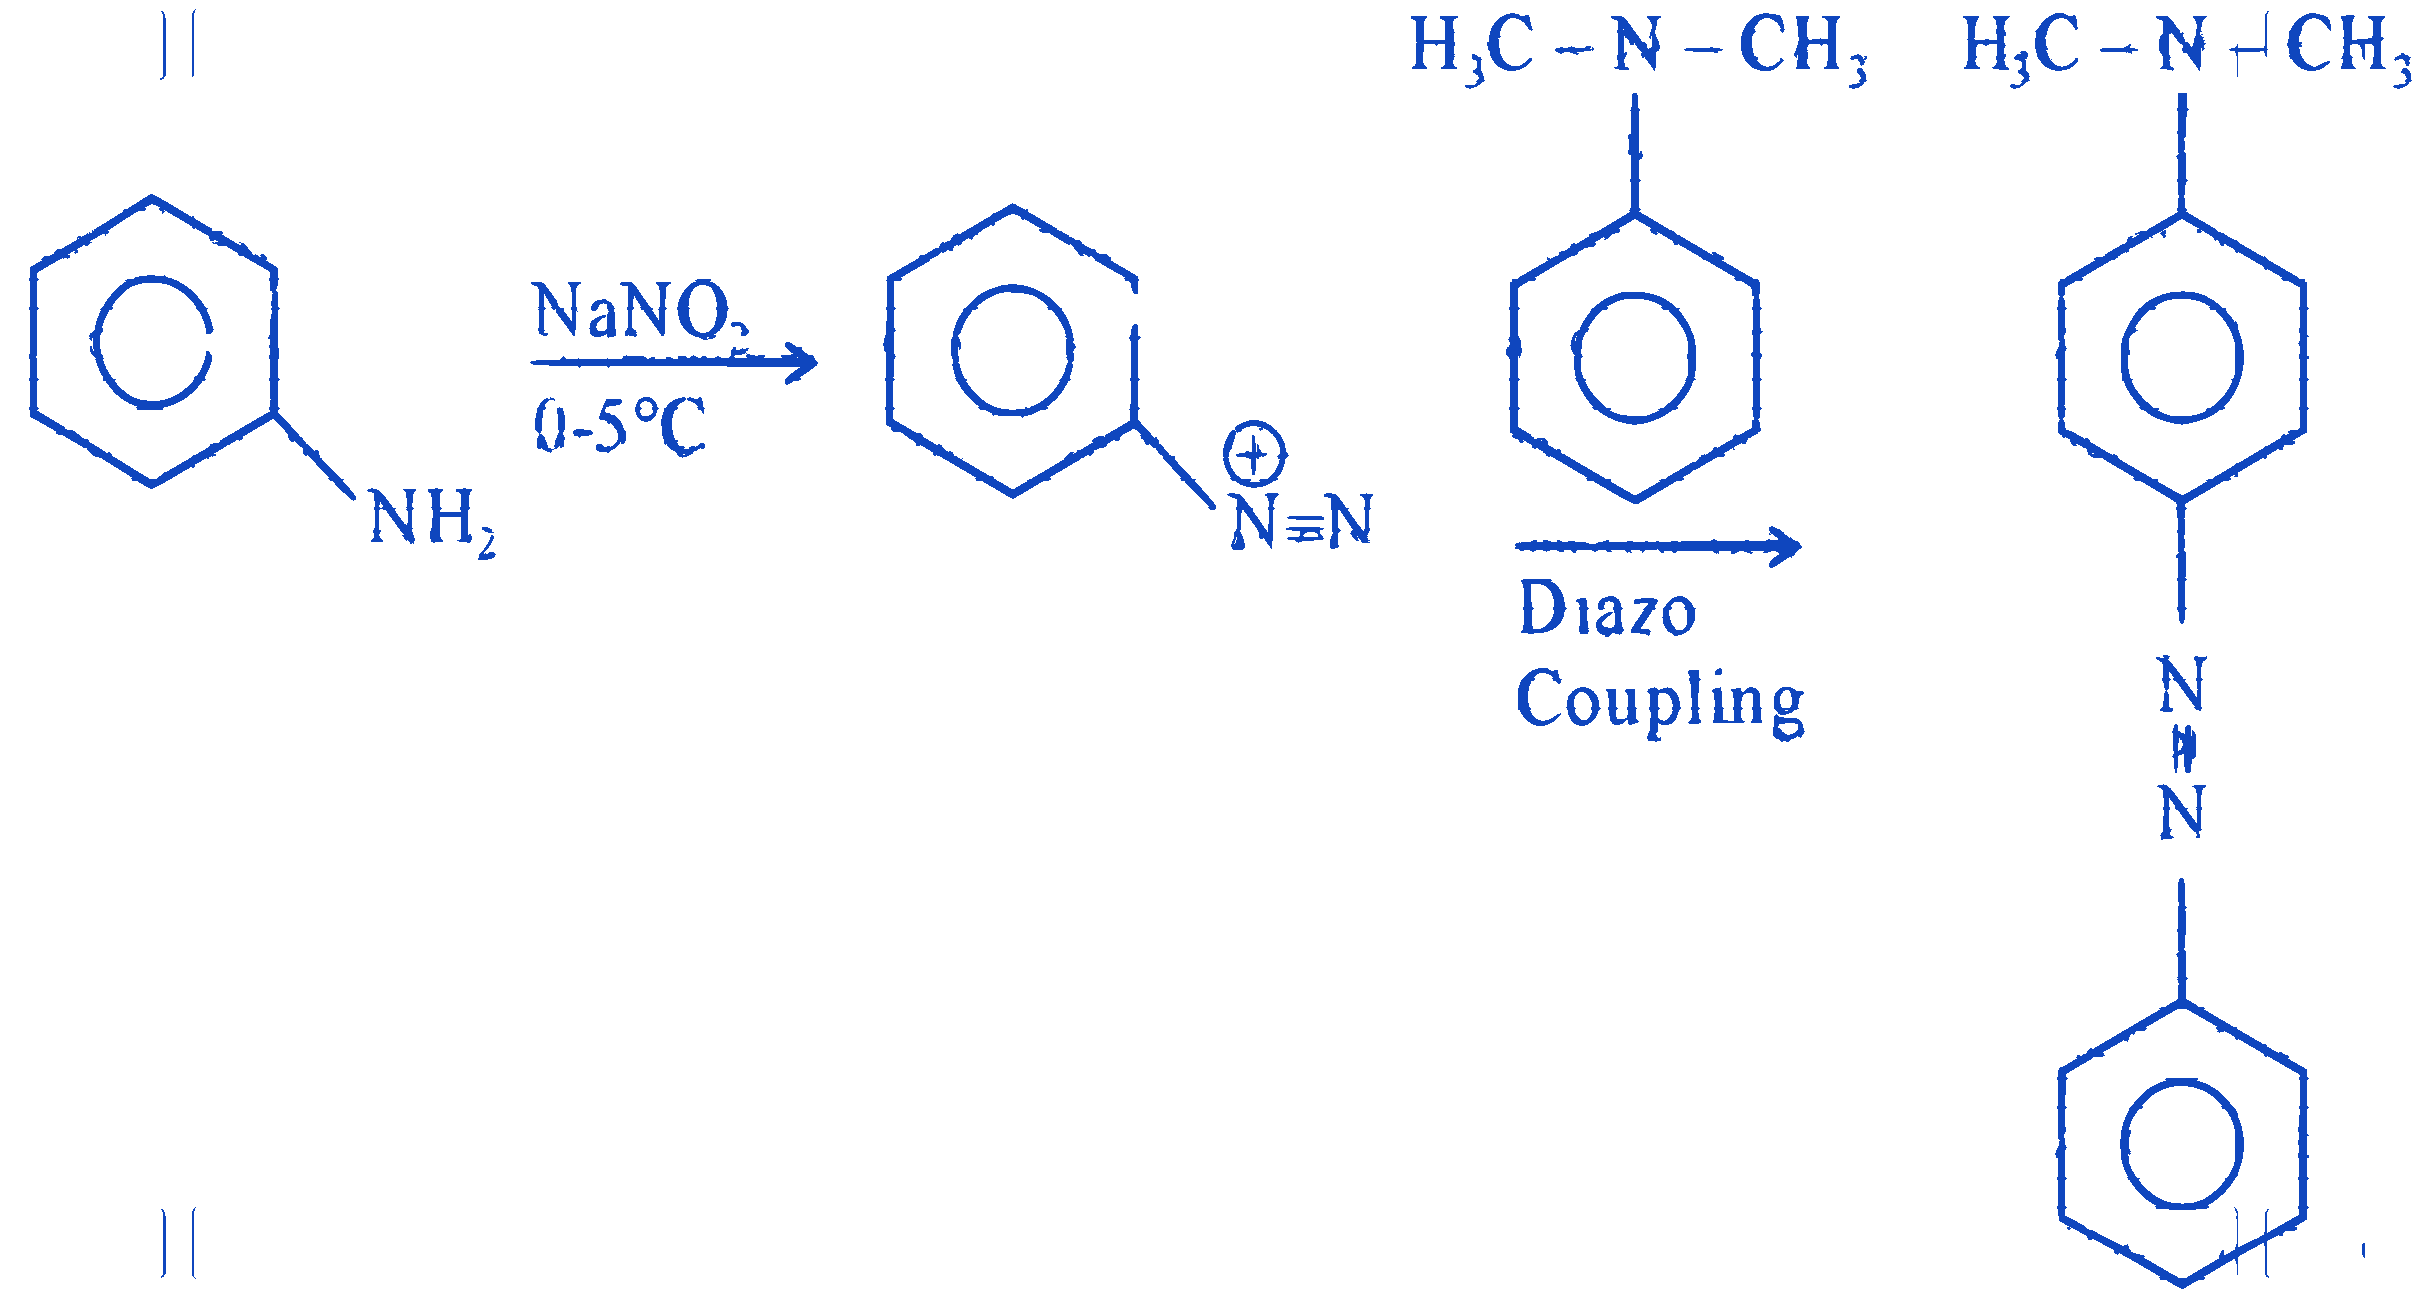 H₃C – N – CH₃
H₃C – N – CH₃
NaNO₂
0-5°C
NH₂
⊕
N≡N
Diazo
Coupling
N
N